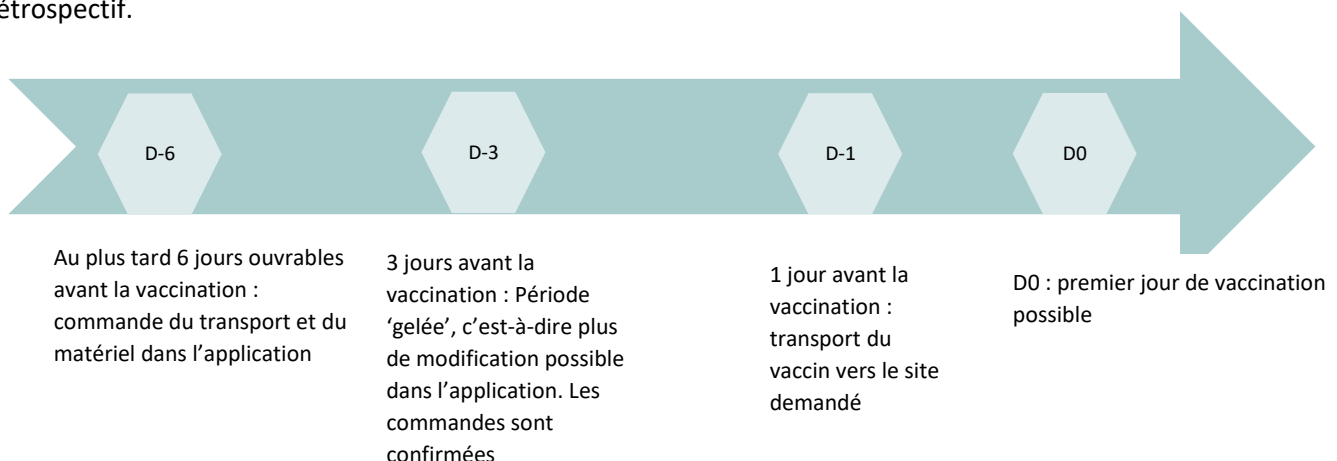 étrospectif.
D-6
D-3
D-1
D0
Au plus tard 6 jours ouvrables
avant la vaccination :
commande du transport et du
matériel dans l’application
3 jours avant la
vaccination : Période
‘gelée’, c’est-à-dire plus
de modification possible
dans l’application. Les
commandes sont
confirmées
1 jour avant la
vaccination :
transport du
vaccin vers le site
demandé
D0 : premier jour de vaccination
possible